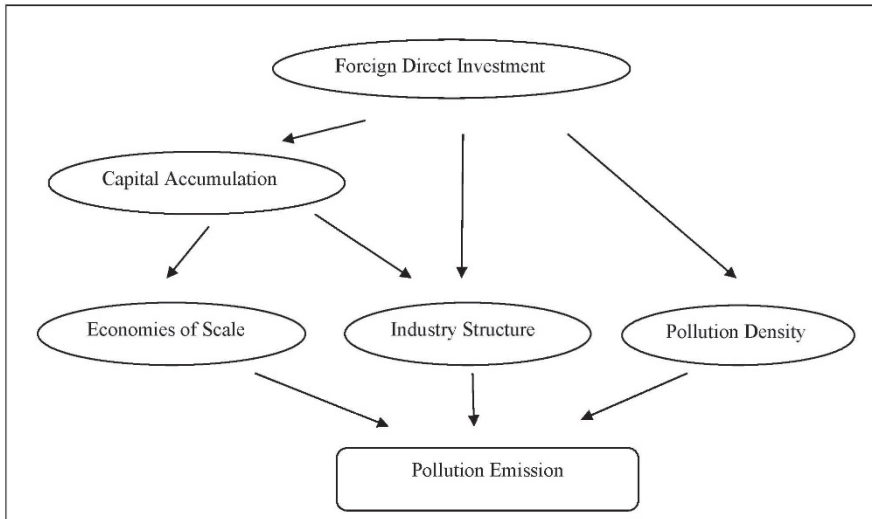 Foreign Direct Investment
Capital Accumulation
Economies of Scale
Industry Structure
Pollution Density
Pollution Emission